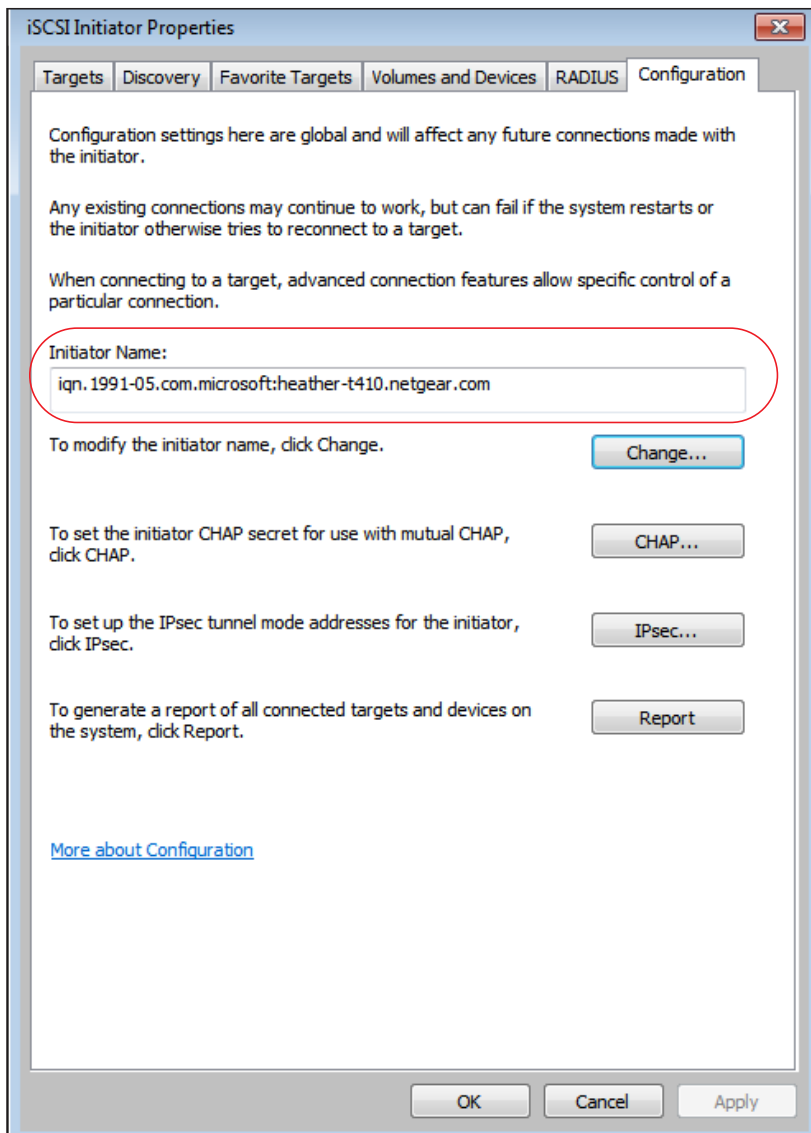 iSCSI Initiator Properties
Targets Discovery Favorite Targets Volumes and Devices RADIUS Configuration
Configuration settings here are global and will affect any future connections made with
the initiator.
Any existing connections may continue to work, but can fail if the system restarts or
the initiator otherwise tries to reconnect to a target.
When connecting to a target, advanced connection features allow specific control of a
particular connection.
Initiator Name:
iqn.1991-05.com.microsoft:heather-t410.netgear.com
To modify the initiator name, click Change.
Change...
To set the initiator CHAP secret for use with mutual CHAP,
click CHAP.
CHAP...
To set up the IPsec tunnel mode addresses for the initiator,
click IPsec.
IPsec...
To generate a report of all connected targets and devices on
the system, click Report.
Report
More about Configuration
OK Cancel Apply